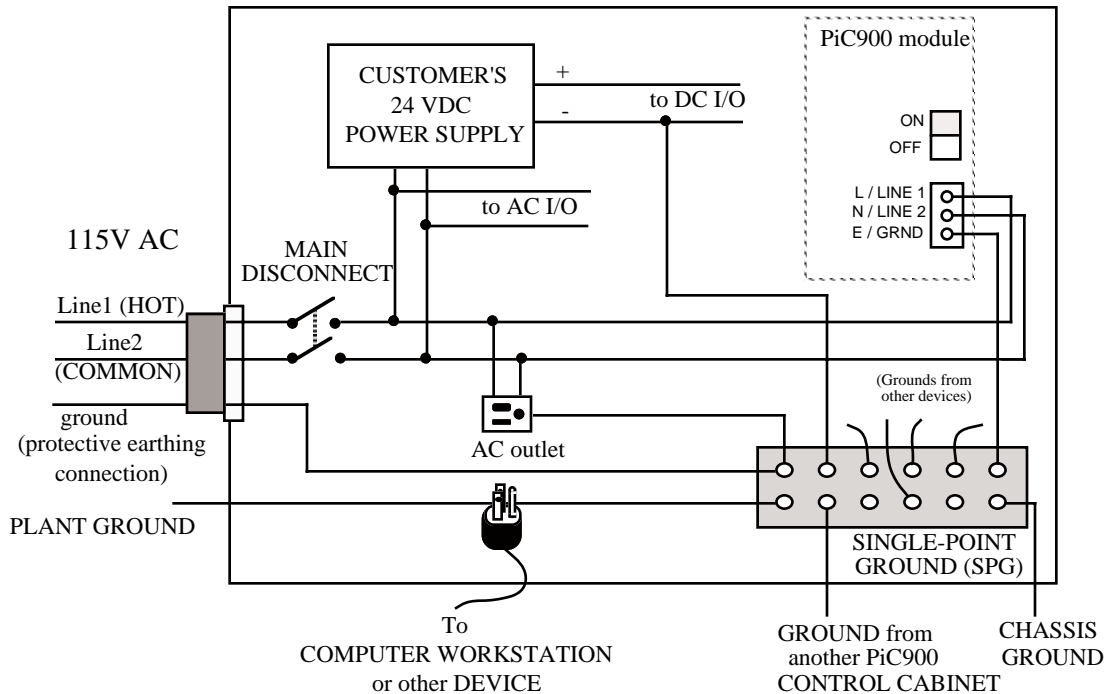 PiC900 module
CUSTOMER'S
24 VDC
POWER SUPPLY
+
-
to DC I/O
ON
OFF
L / LINE 1
N / LINE 2
E / GRND
to AC I/O
115V AC
MAIN
DISCONNECT
Line1 (HOT)
Line2
(COMMON)
ground
(protective earthing
connection)
(Grounds from
other devices)
AC outlet
PLANT GROUND
SINGLE-POINT
GROUND (SPG)
To
COMPUTER WORKSTATION
or other DEVICE
GROUND from
another PiC900
CONTROL CABINET
CHASSIS
GROUND